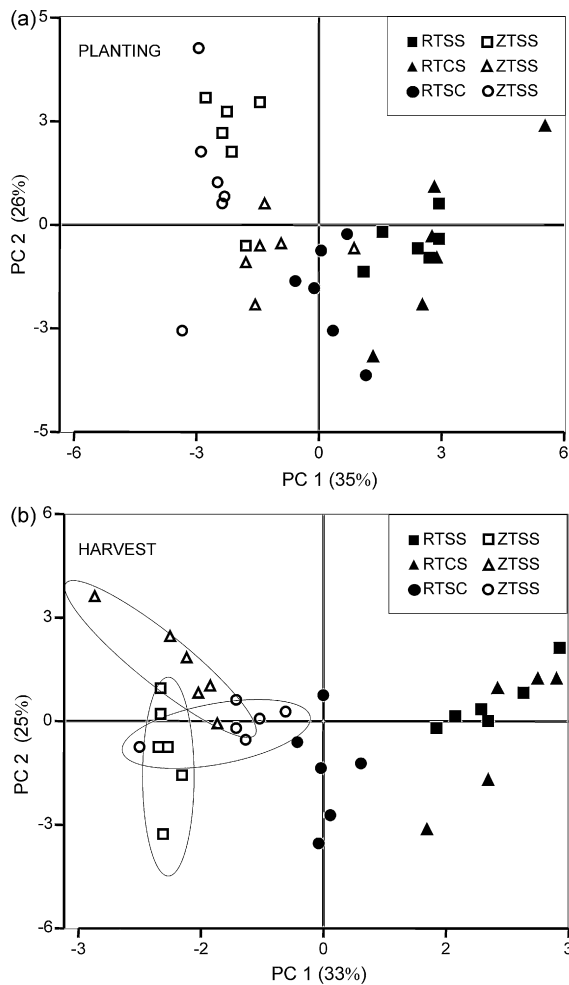 (a)
PLANTING
RTSS ZTSS
RTCS ZTSS
RTSC ZTSS
5
3
0
-3
-5
PC 2 (26%)
-6 -3 0 3 6
PC 1 (35%)
(b)
HARVEST
RTSS ZTSS
RTCS ZTSS
RTSC ZTSS
6
3
0
-3
-6
PC 2 (25%)
-3 -2 0 2 3
PC 1 (33%)